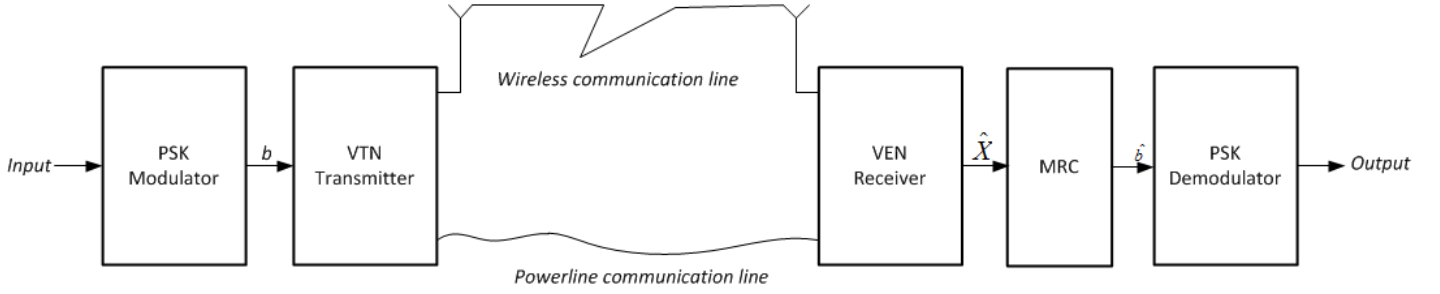 Input
PSK
Modulator
b
VTN
Transmitter
Wireless communication line
Powerline communication line
VEN
Receiver
X̂
MRC
b̂
PSK
Demodulator
Output